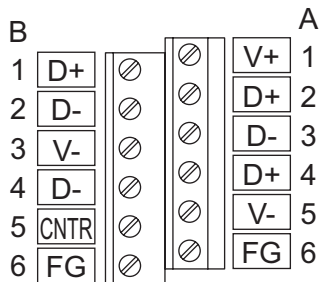 B
1 D+
2 D-
3 V-
4 D-
5 CNTR
6 FG
A
V+ 1
D+ 2
D- 3
D+ 4
V- 5
FG 6